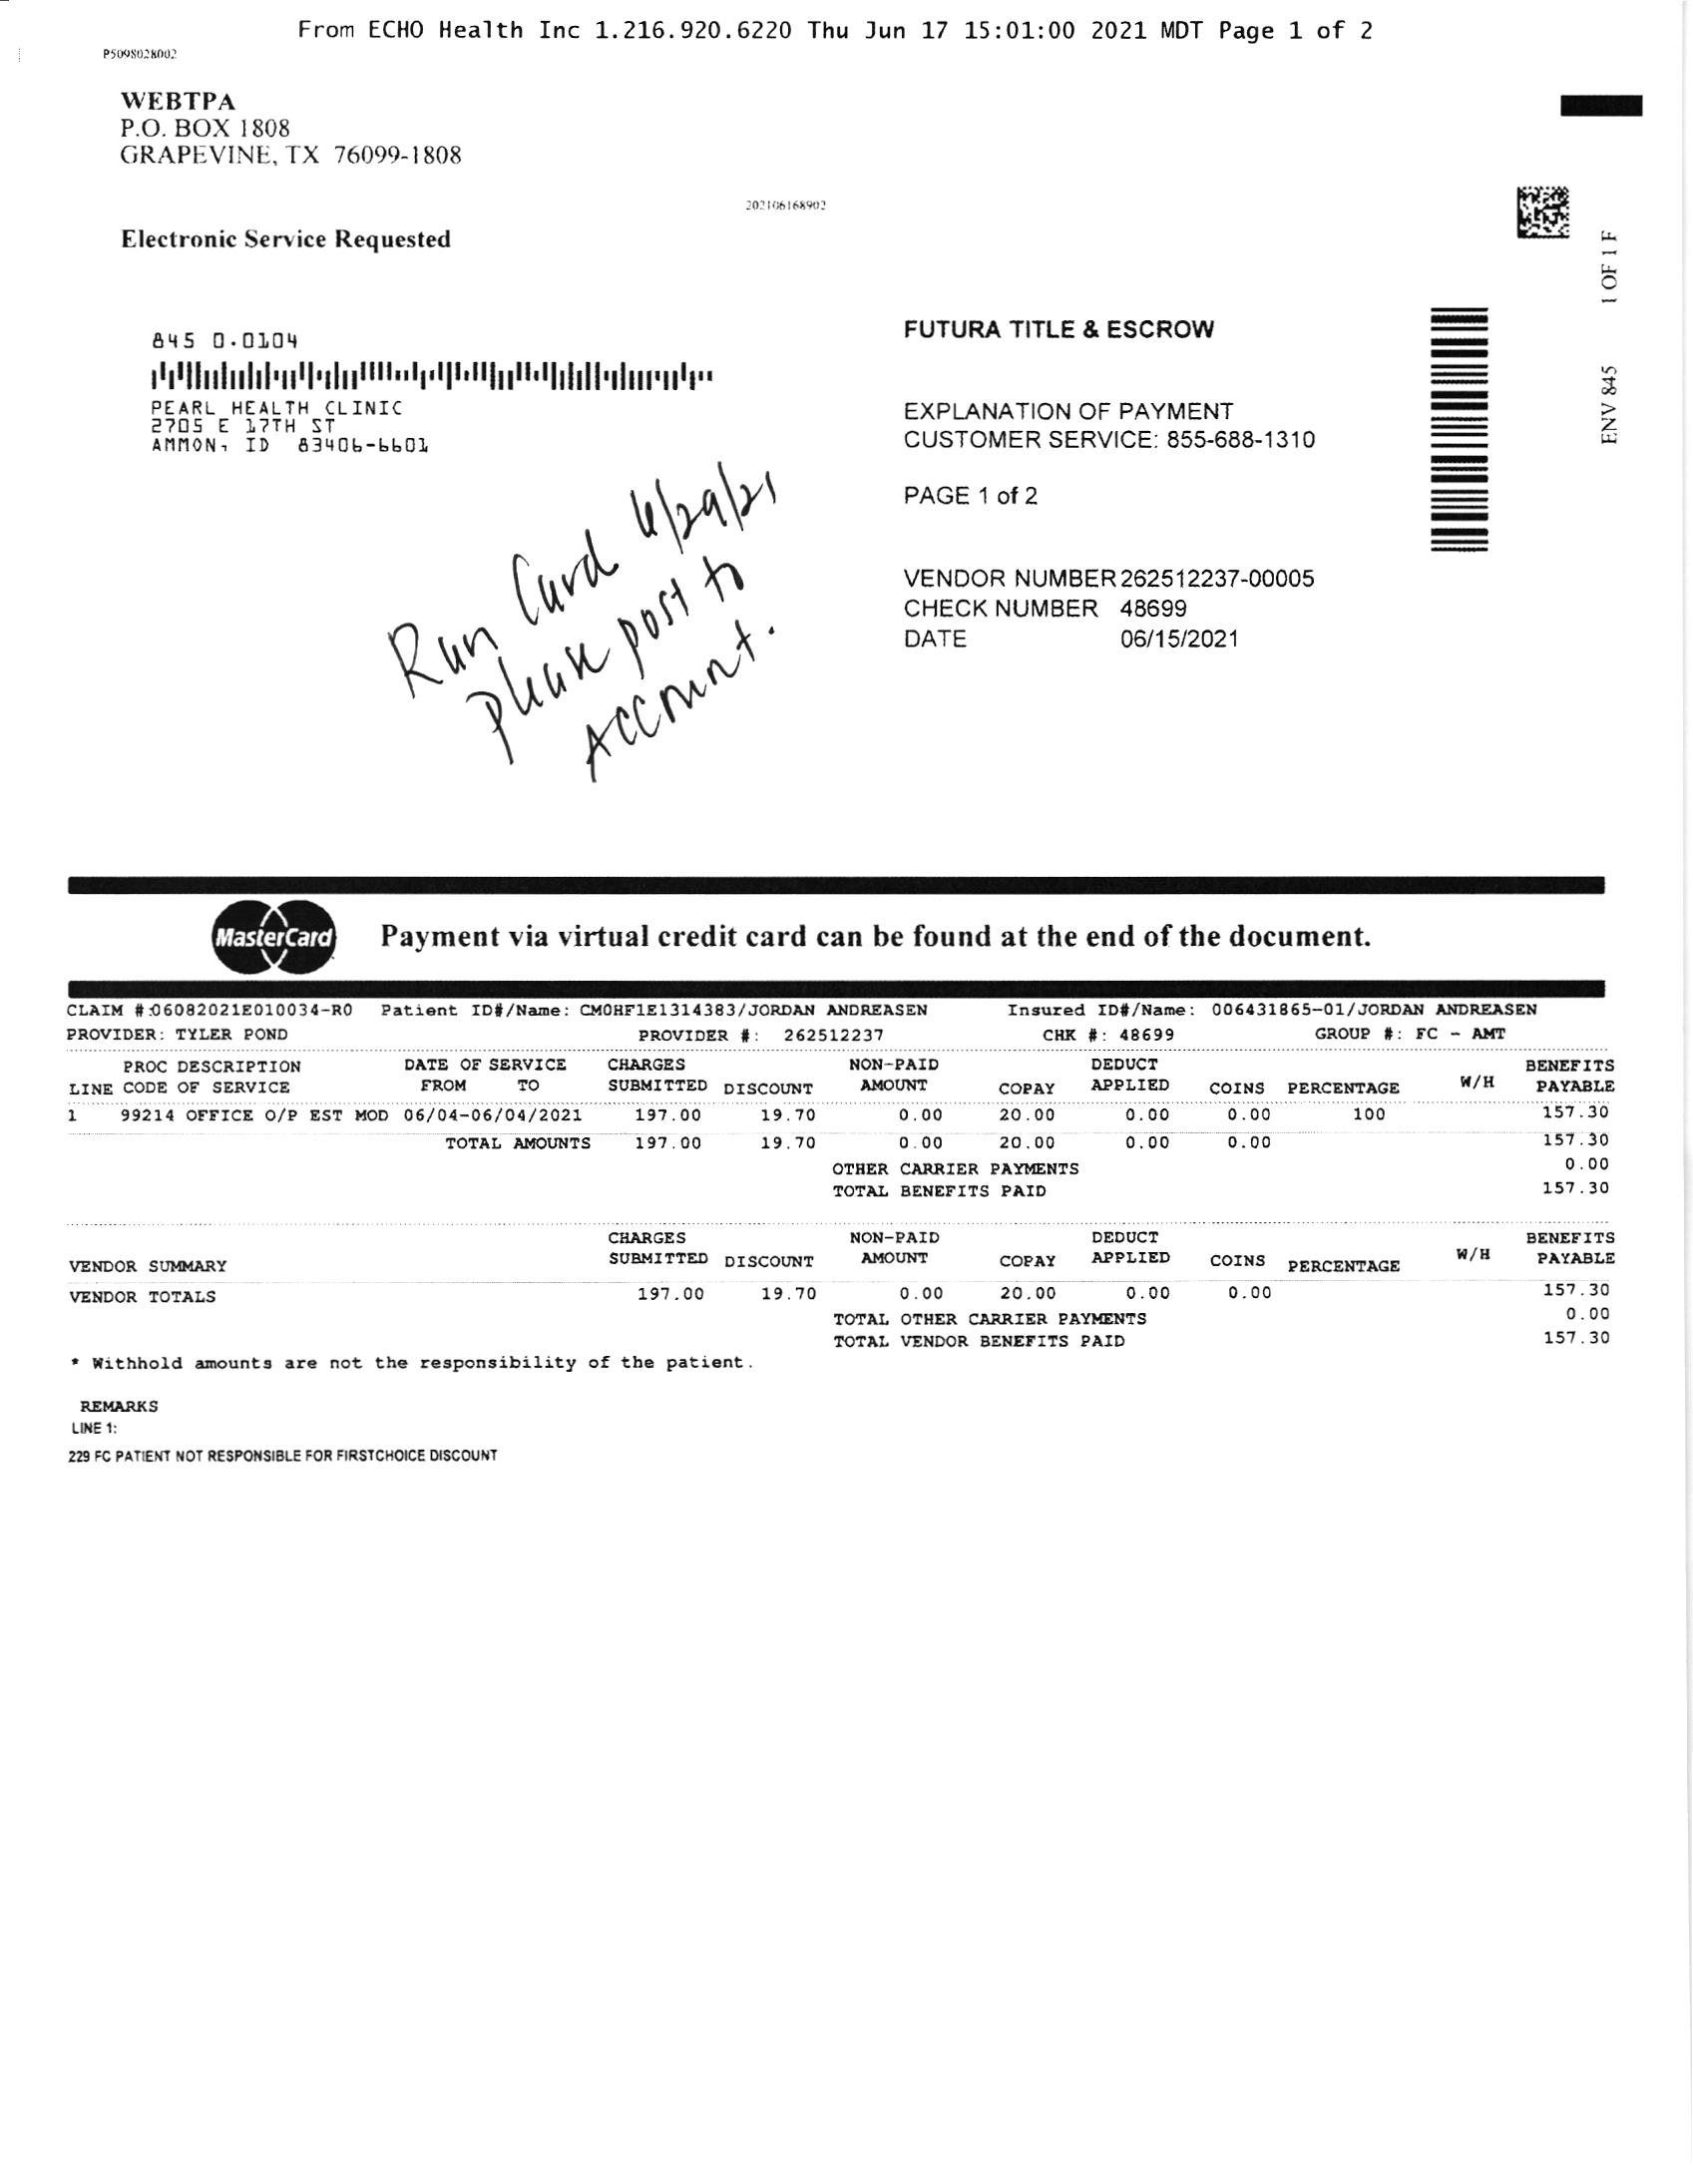 From ECHO Health Inc 1.216.920.6220 Thu Jun 17 15:01:00 2021 MDT Page 1 of 2
P5098028002
WEBTPA
P.O. BOX 1808
GRAPEVINE, TX 76099-1808
202106168902
Electronic Service Requested
1 OF 1 F
ENV 845
845 0.0104
PEARL HEALTH CLINIC
2705 E 17TH ST
AMMON, ID 83406-6601
FUTURA TITLE & ESCROW
EXPLANATION OF PAYMENT
CUSTOMER SERVICE: 855-688-1310
PAGE 1 of 2
VENDOR NUMBER 262512237-00005
CHECK NUMBER 48699
DATE 06/15/2021
Run Card 6/29/21
please post to
Account.
MasterCard
Payment via virtual credit card can be found at the end of the document.
CLAIM #:06082021E010034-R0 Patient ID#/Name: CMOHF1E1314383/JORDAN ANDREASEN Insured ID#/Name: 006431865-01/JORDAN ANDREASEN
PROVIDER: TYLER POND PROVIDER #: 262512237 CHK #: 48699 GROUP #: FC - AMT
PROC DESCRIPTION DATE OF SERVICE CHARGES NON-PAID DEDUCT BENEFITS
LINE CODE OF SERVICE FROM TO SUBMITTED DISCOUNT AMOUNT COPAY APPLIED COINS PERCENTAGE W/H PAYABLE
1 99214 OFFICE O/P EST MOD 06/04-06/04/2021 197.00 19.70 0.00 20.00 0.00 0.00 100 157.30
TOTAL AMOUNTS 197.00 19.70 0.00 20.00 0.00 0.00 157.30
OTHER CARRIER PAYMENTS 0.00
TOTAL BENEFITS PAID 157.30
CHARGES NON-PAID DEDUCT BENEFITS
VENDOR SUMMARY SUBMITTED DISCOUNT AMOUNT COPAY APPLIED COINS PERCENTAGE W/H PAYABLE
VENDOR TOTALS 197.00 19.70 0.00 20.00 0.00 0.00 157.30
TOTAL OTHER CARRIER PAYMENTS 0.00
TOTAL VENDOR BENEFITS PAID 157.30
* Withhold amounts are not the responsibility of the patient.
REMARKS
LINE 1:
229 FC PATIENT NOT RESPONSIBLE FOR FIRSTCHOICE DISCOUNT